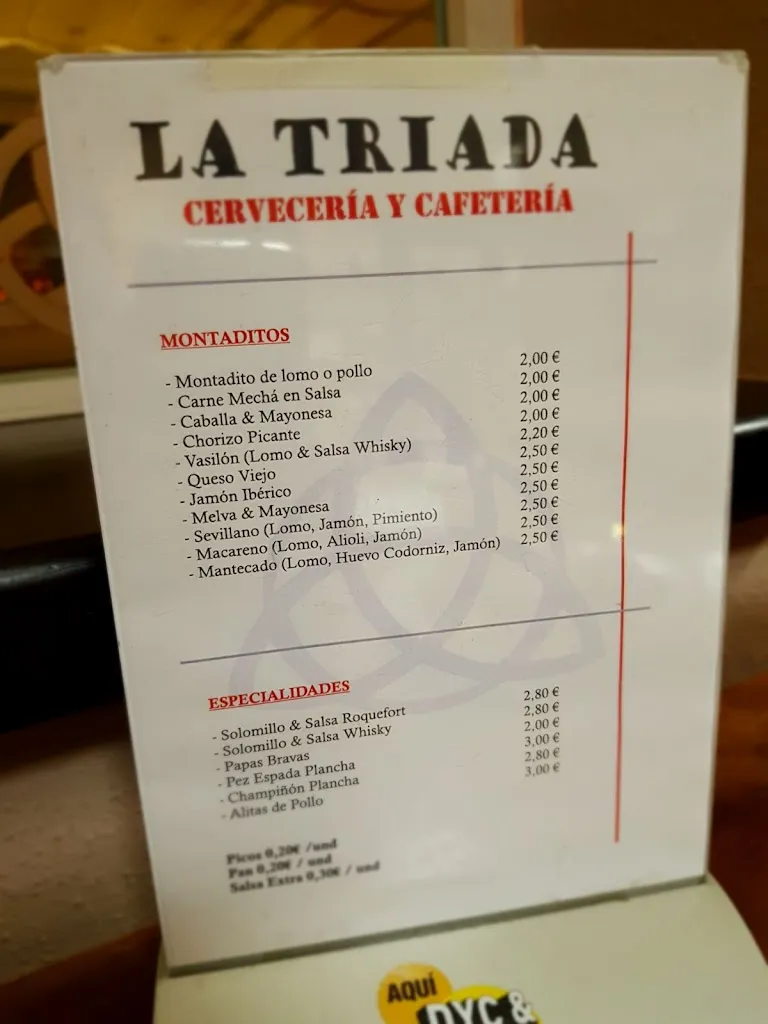 LA TRIADA
CERVECERÍA Y CAFETERÍA
MONTADITOS
- Montadito de lomo o pollo 2,00 €
- Carne Mechá en Salsa 2,00 €
- Caballa & Mayonesa 2,00 €
- Chorizo Picante 2,00 €
- Vasilón (Lomo & Salsa Whisky) 2,20 €
- Queso Viejo 2,50 €
- Jamón Ibérico 2,50 €
- Melva & Mayonesa 2,50 €
- Sevillano (Lomo, Jamón, Pimiento) 2,50 €
- Macareno (Lomo, Alioli, Jamón) 2,50 €
- Mantecado (Lomo, Huevo Codorniz, Jamón) 2,50 €
ESPECIALIDADES
- Solomillo & Salsa Roquefort 2,80 €
- Solomillo & Salsa Whisky 2,80 €
- Papas Bravas 2,00 €
- Pez Espada Plancha 3,00 €
- Champiñón Plancha 2,80 €
- Alitas de Pollo 3,00 €
Picos 0,20€ /und
Pan 0,20€ / und
Salsa Extra 0,30€ / und
AQUÍ
DYC &